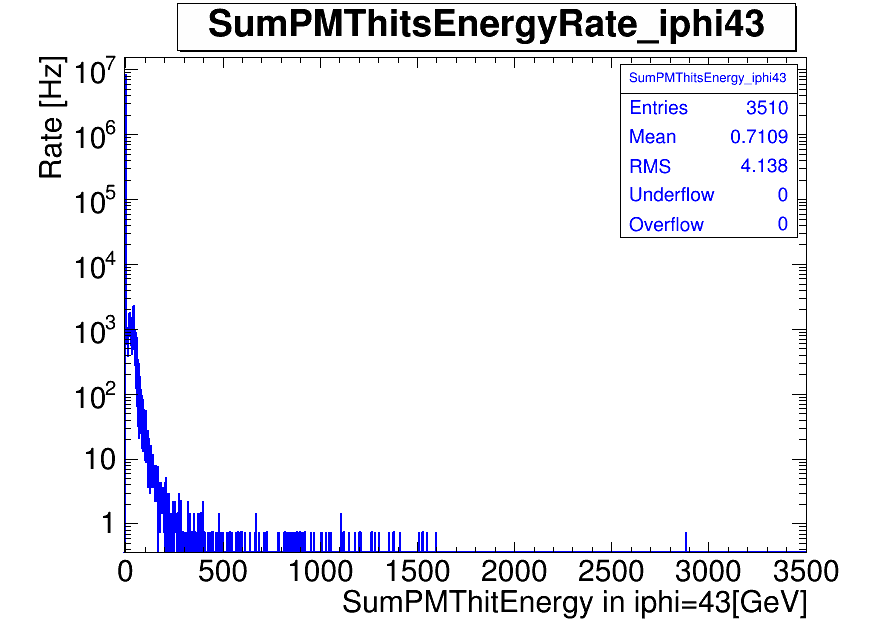 SumPMThitsEnergyRate_iphi43
Rate [Hz]
SumPMThitsEnergy_iphi43
Entries 3510
Mean 0.7109
RMS 4.138
Underflow 0
Overflow 0
10^7
10^6
10^5
10^4
10^3
10^2
10
1
0 500 1000 1500 2000 2500 3000 3500
SumPMThitEnergy in iphi=43[GeV]